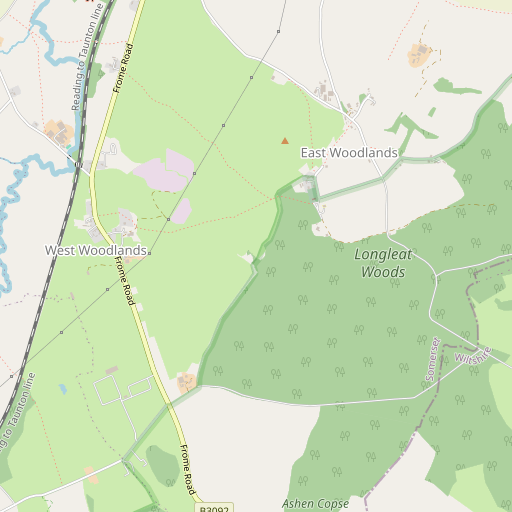 Reading to Taunton line
Frome Road
East Woodlands
West Woodlands
Longleat
Woods
Frome Road
Somerset
Wiltshire
ng to Taunton line
Frome Road
Ashen Copse
B3092